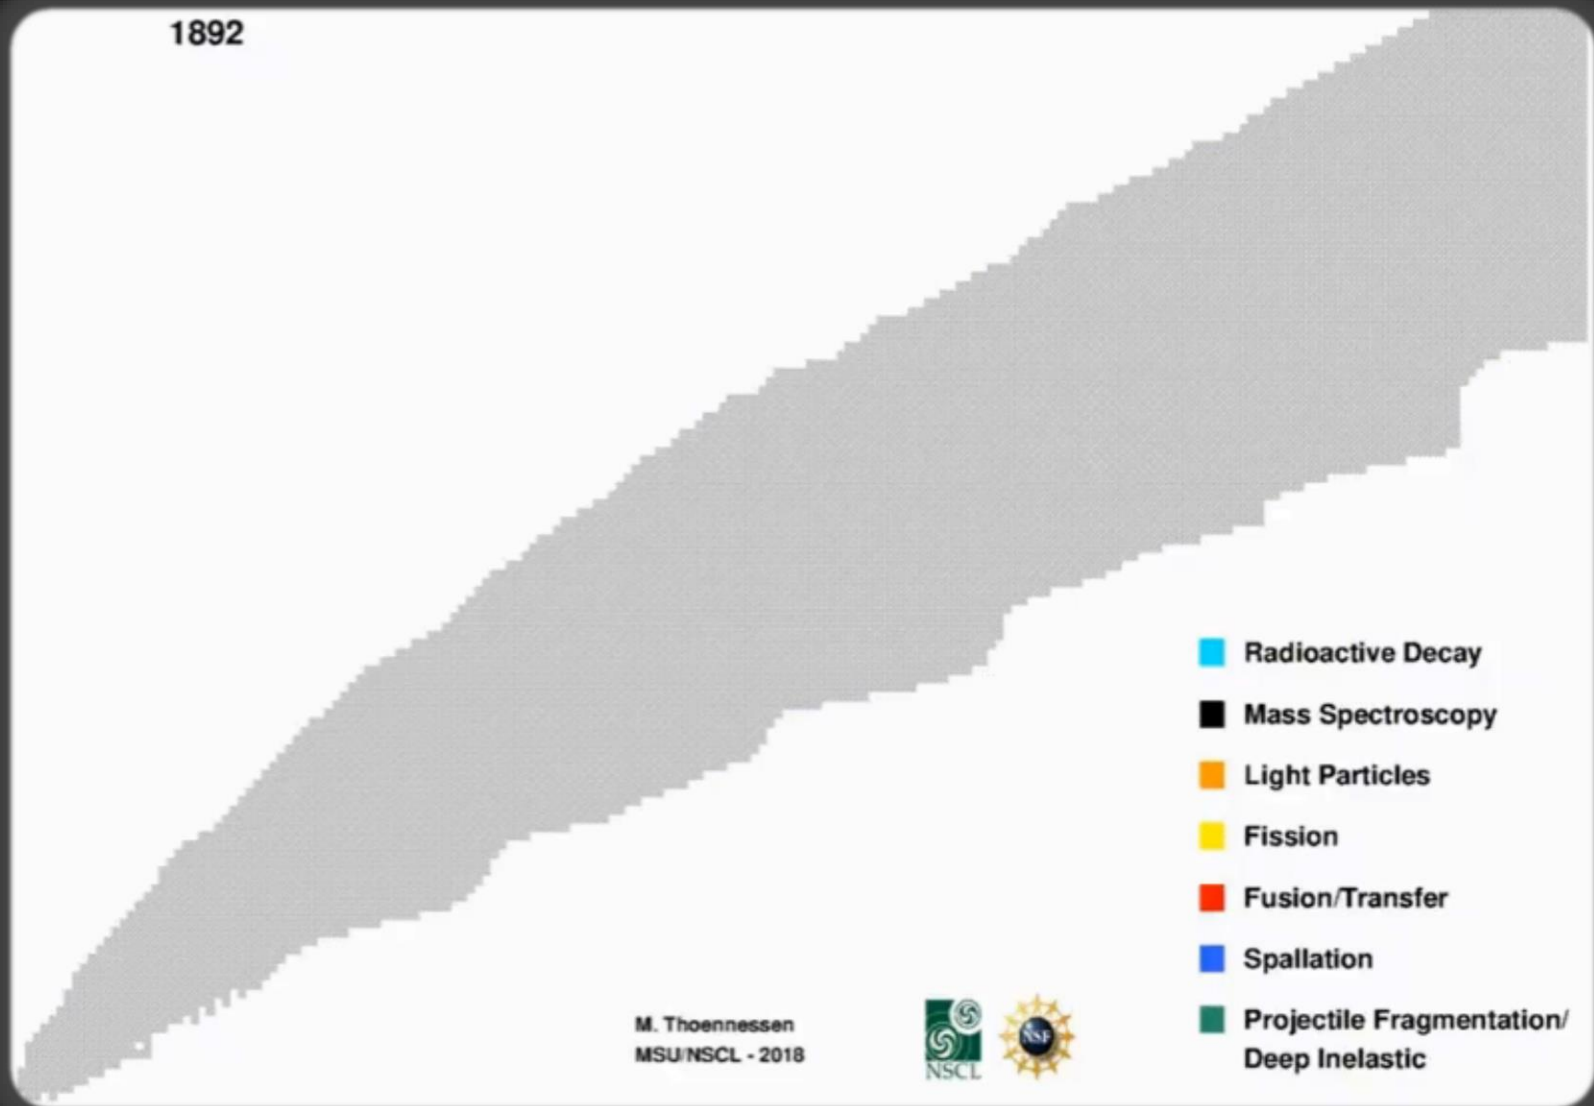 1892
Radioactive Decay
Mass Spectroscopy
Light Particles
Fission
Fusion/Transfer
Spallation
Projectile Fragmentation/
Deep Inelastic
M. Thoennessen
MSU/NSCL - 2018
NSCL
NSF